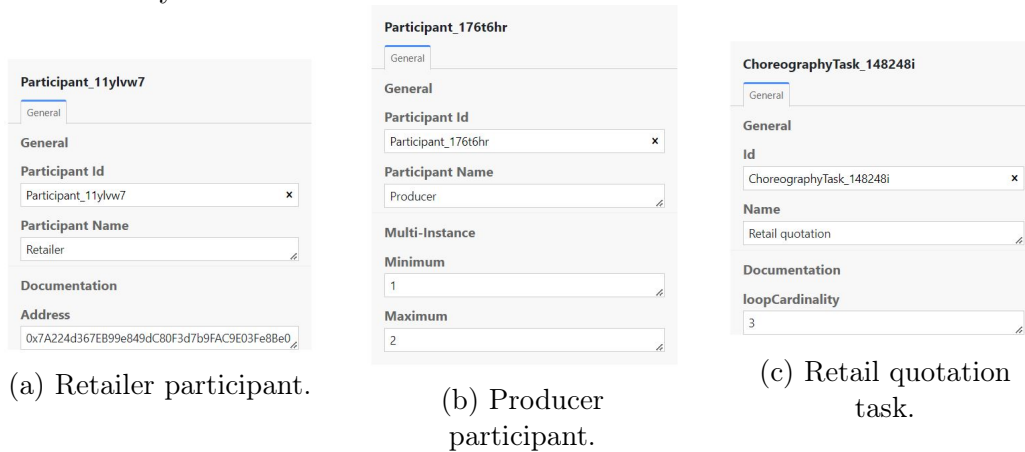 Participant_11ylvw7
General
General
Participant Id
Participant_11ylvw7 x
Participant Name
Retailer
Documentation
Address
0x7A224d367EB99e849dC80F3d7b9FAC9E03Fe8Be0
(a) Retailer participant.
Participant_176t6hr
General
General
Participant Id
Participant_176t6hr x
Participant Name
Producer
Multi-Instance
Minimum
1
Maximum
2
(b) Producer
participant.
ChoreographyTask_148248i
General
General
Id
ChoreographyTask_148248i x
Name
Retail quotation
Documentation
loopCardinality
3
(c) Retail quotation
task.